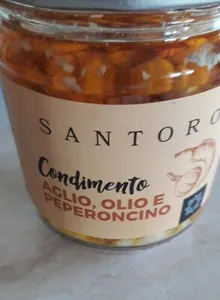 SANTORO
Condimento
AGLIO, OLIO E
PEPERONCINO